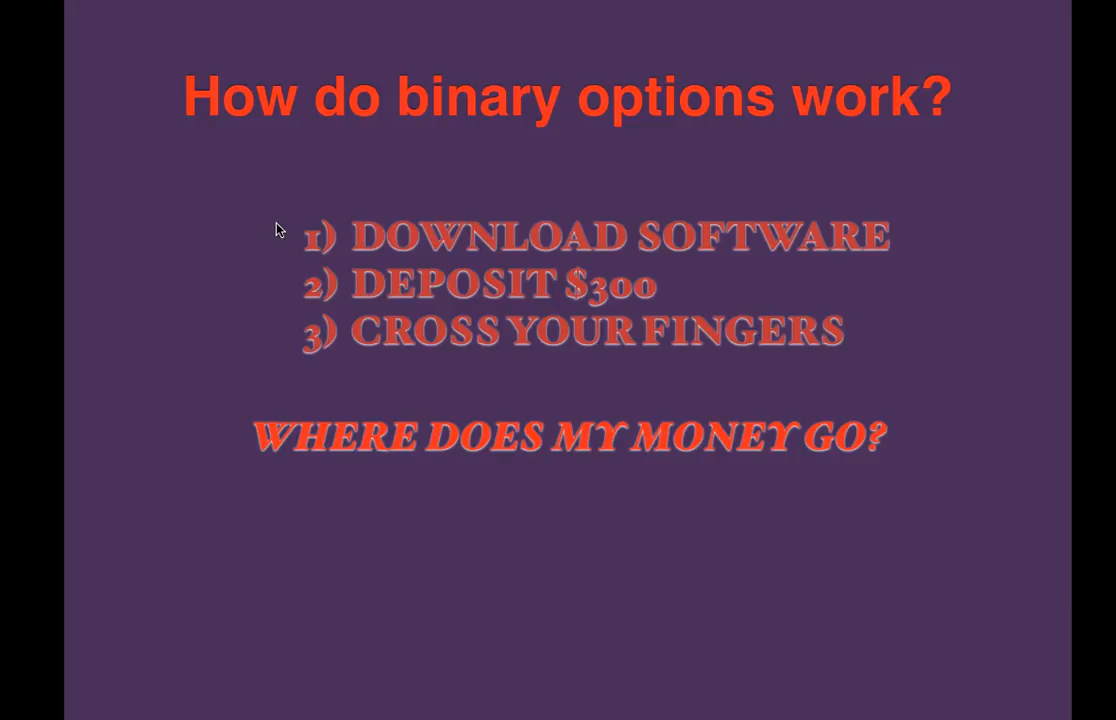 How do binary options work?
1) DOWNLOAD SOFTWARE
2) DEPOSIT $300
3) CROSS YOUR FINGERS
WHERE DOES MY MONEY GO?